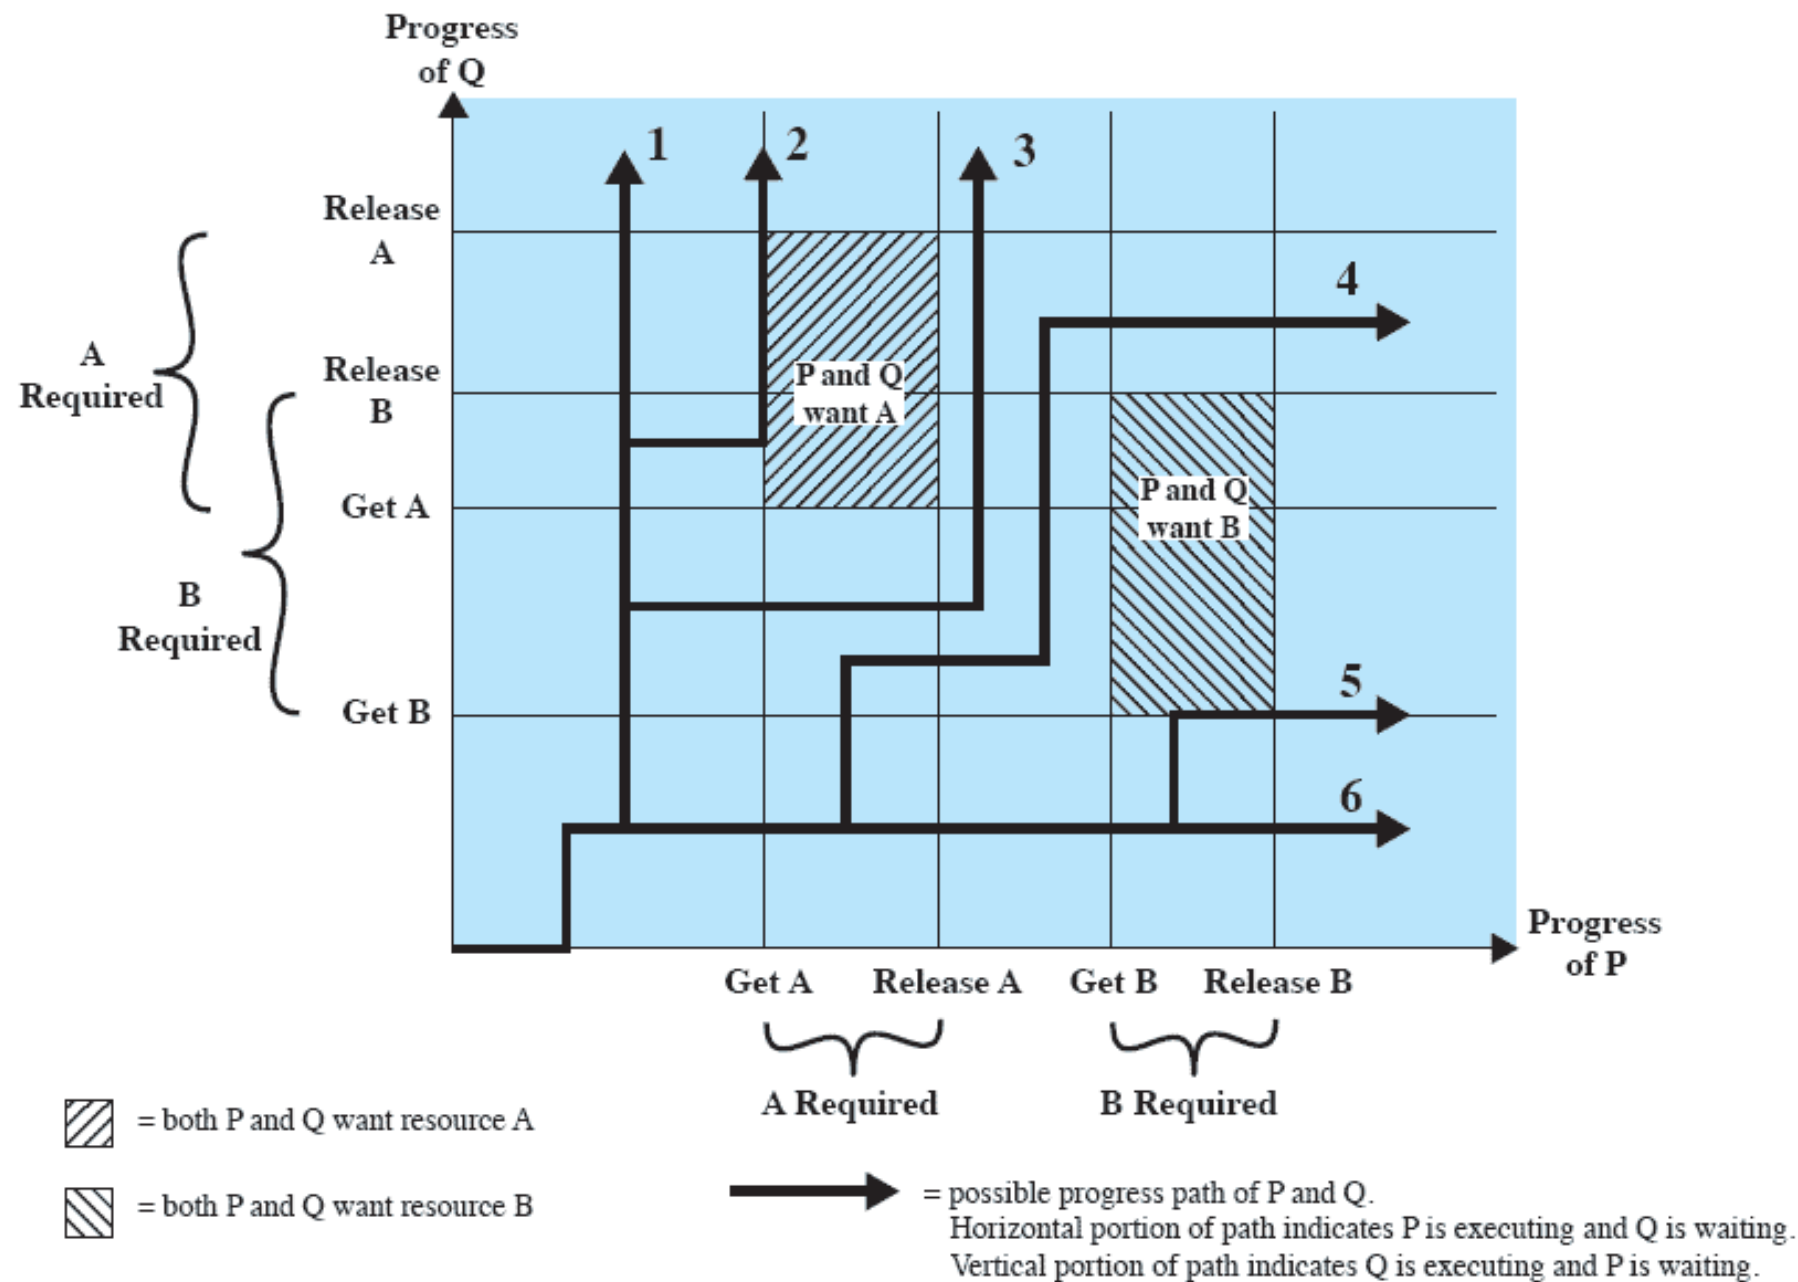 Progress
of Q
1
2
3
Release
A
4
A
Required
Release
B
P and Q
want A
Get A
P and Q
want B
B
Required
Get B
5
6
Progress
of P
Get A
Release A
Get B
Release B
A Required
B Required
= both P and Q want resource A
= both P and Q want resource B
= possible progress path of P and Q.
Horizontal portion of path indicates P is executing and Q is waiting.
Vertical portion of path indicates Q is executing and P is waiting.